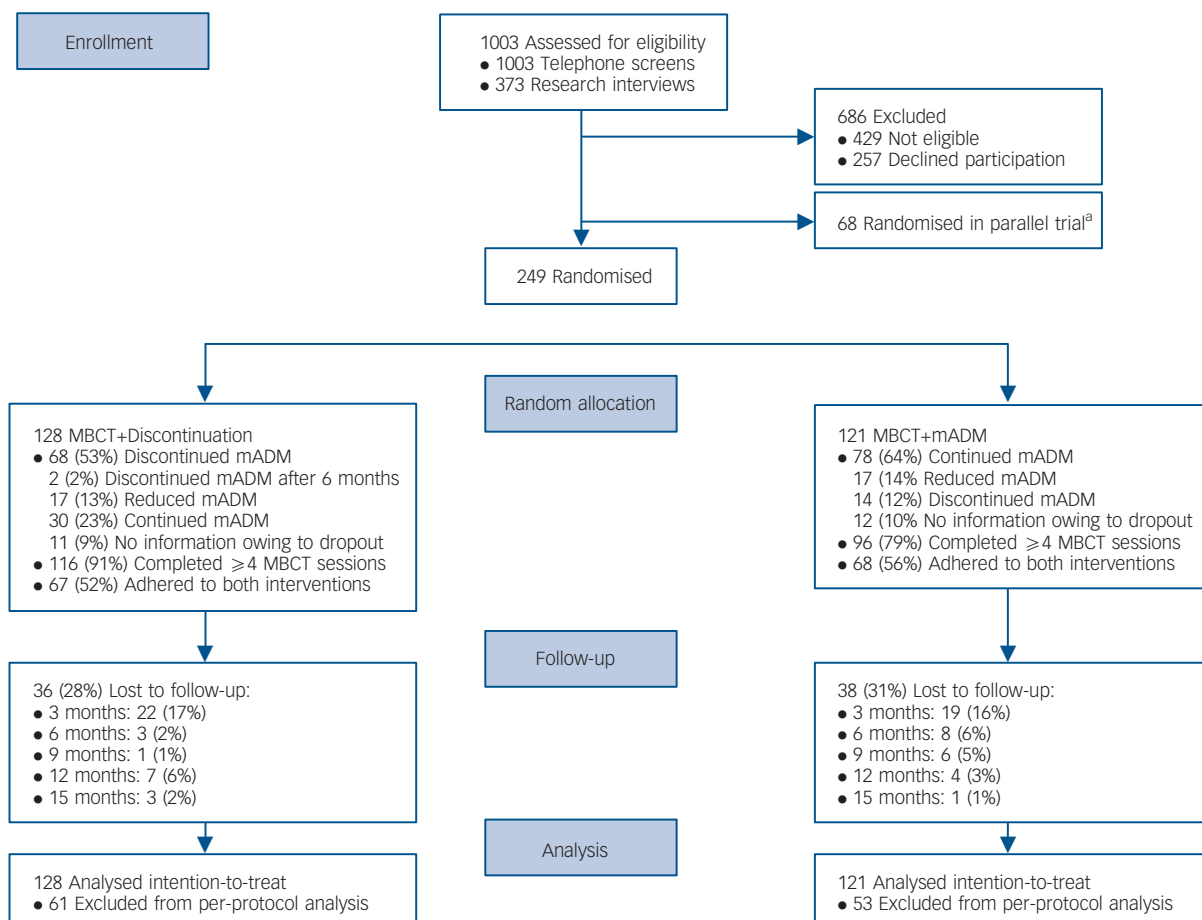 Enrollment
1003 Assessed for eligibility
● 1003 Telephone screens
● 373 Research interviews
686 Excluded
● 429 Not eligible
● 257 Declined participation
68 Randomised in parallel trialᵃ
249 Randomised
Random allocation
128 MBCT+Discontinuation
● 68 (53%) Discontinued mADM
2 (2%) Discontinued mADM after 6 months
17 (13%) Reduced mADM
30 (23%) Continued mADM
11 (9%) No information owing to dropout
● 116 (91%) Completed ⩾4 MBCT sessions
● 67 (52%) Adhered to both interventions
121 MBCT+mADM
● 78 (64%) Continued mADM
17 (14% Reduced mADM
14 (12%) Discontinued mADM
12 (10% No information owing to dropout
● 96 (79%) Completed ⩾4 MBCT sessions
● 68 (56%) Adhered to both interventions
Follow-up
36 (28%) Lost to follow-up:
● 3 months: 22 (17%)
● 6 months: 3 (2%)
● 9 months: 1 (1%)
● 12 months: 7 (6%)
● 15 months: 3 (2%)
38 (31%) Lost to follow-up:
● 3 months: 19 (16%)
● 6 months: 8 (6%)
● 9 months: 6 (5%)
● 12 months: 4 (3%)
● 15 months: 1 (1%)
Analysis
128 Analysed intention-to-treat
● 61 Excluded from per-protocol analysis
121 Analysed intention-to-treat
● 53 Excluded from per-protocol analysis